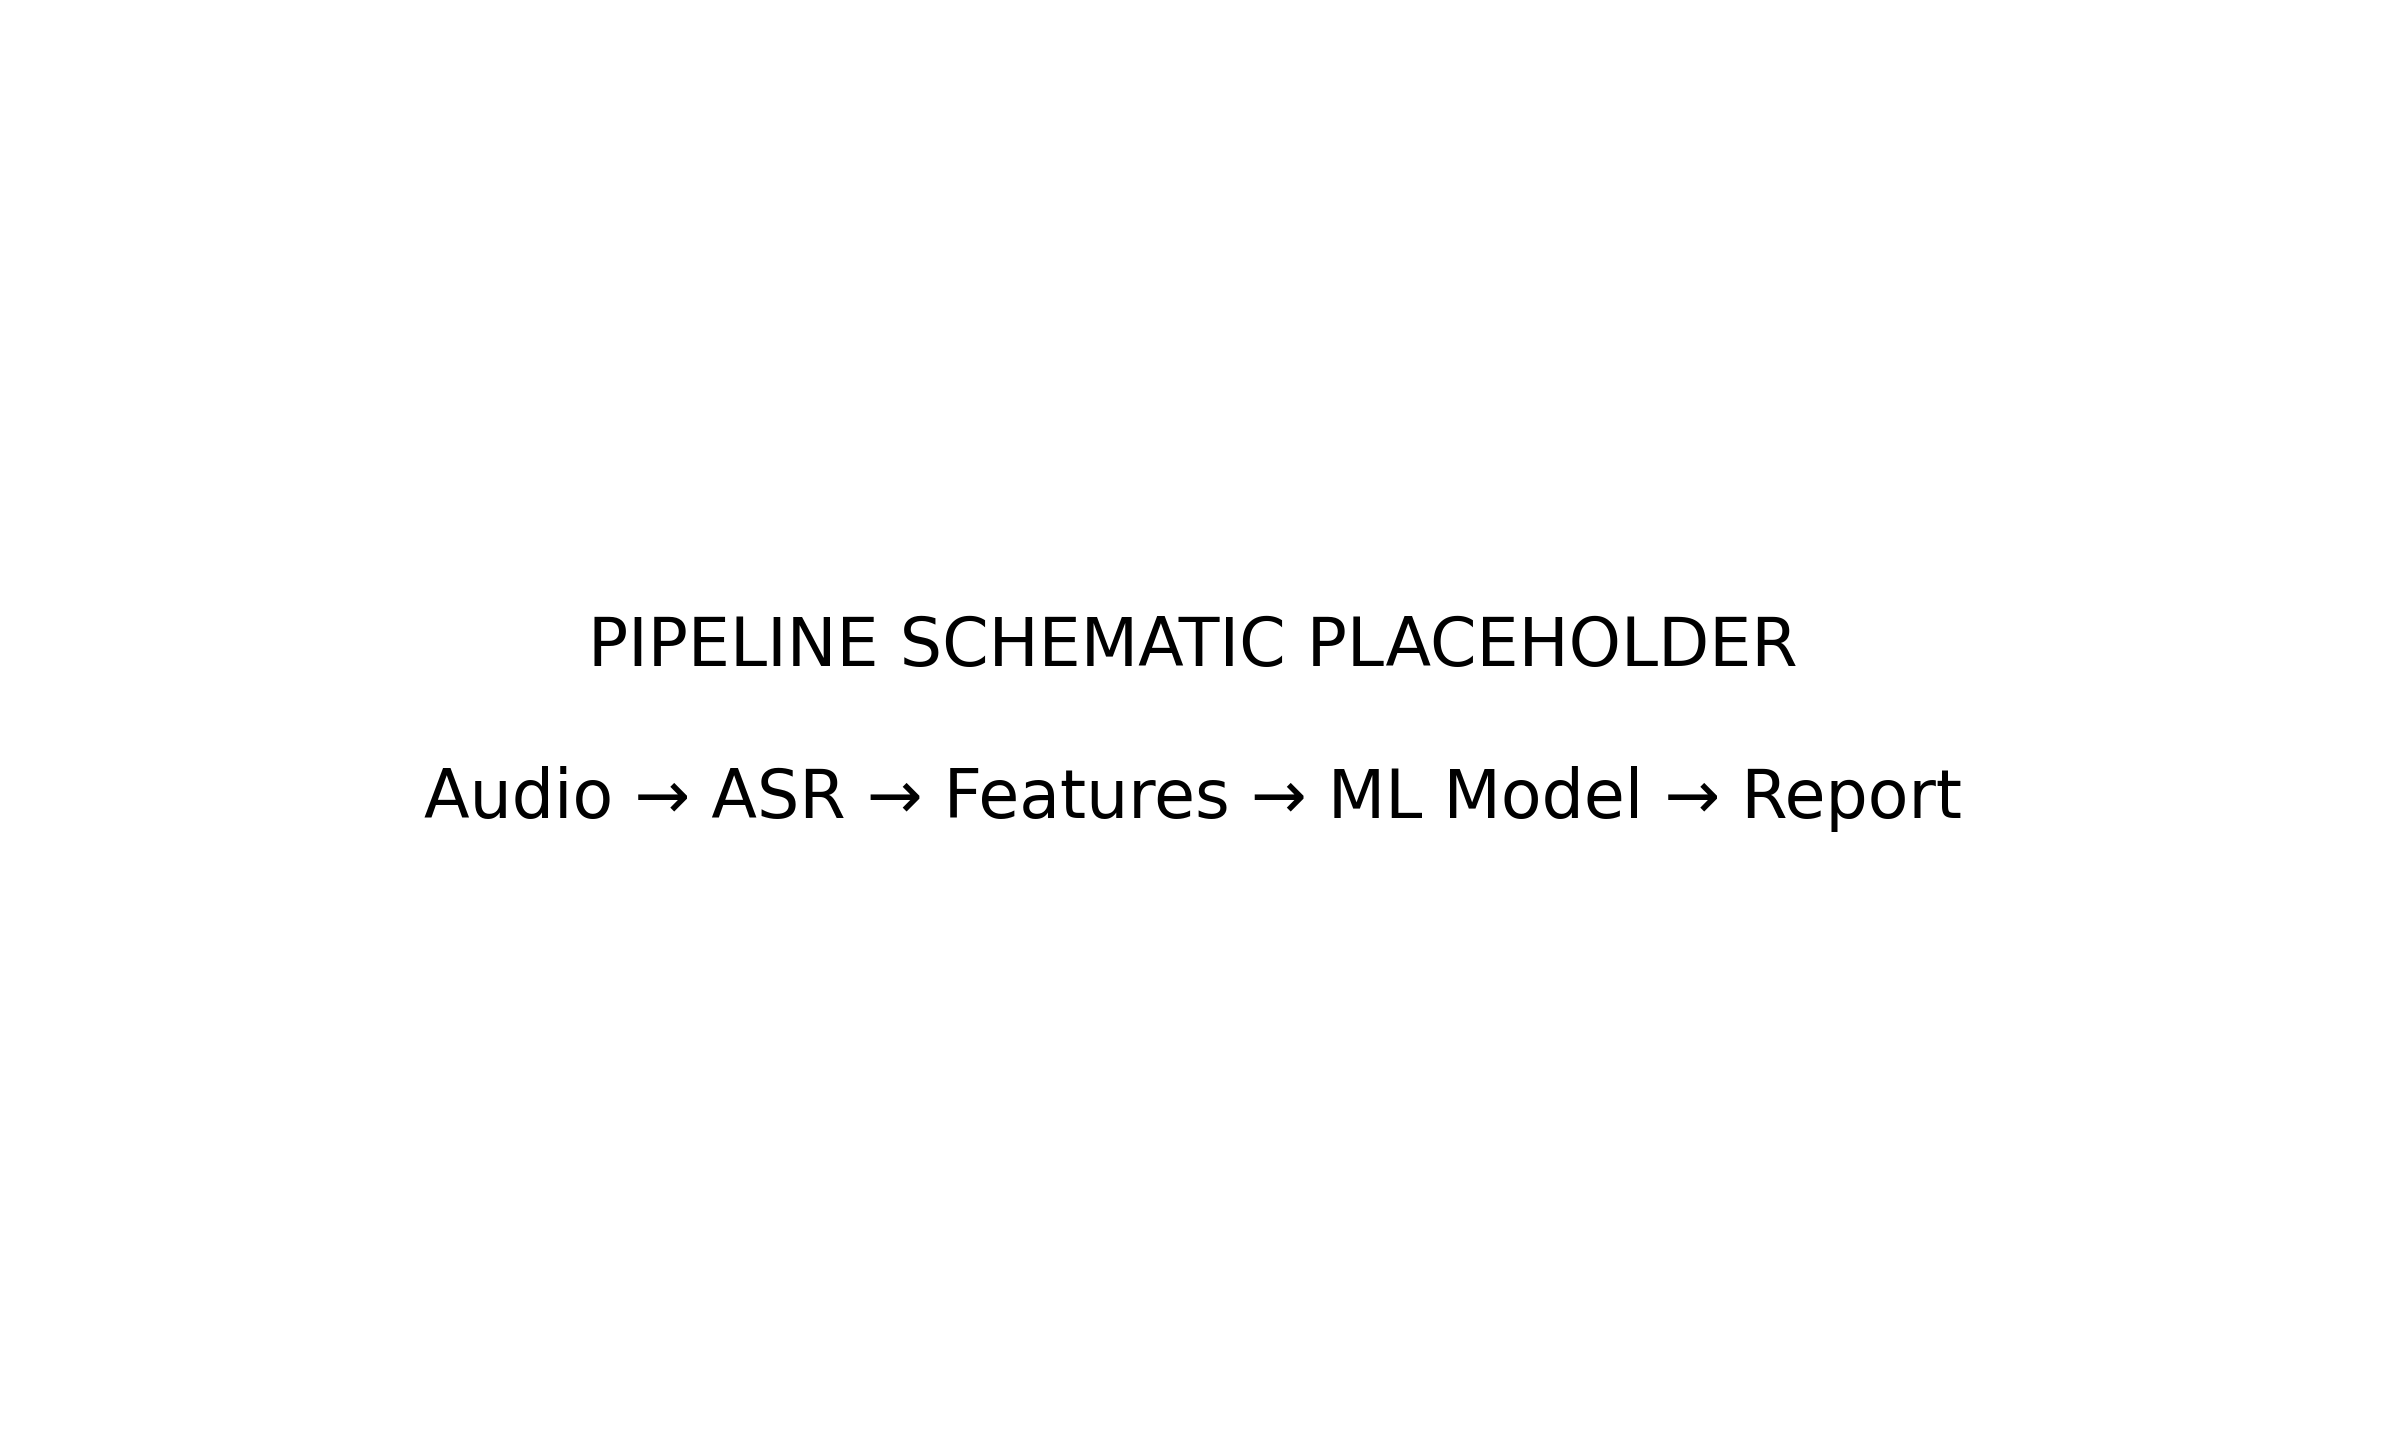 PIPELINE SCHEMATIC PLACEHOLDER
Audio → ASR → Features → ML Model → Report